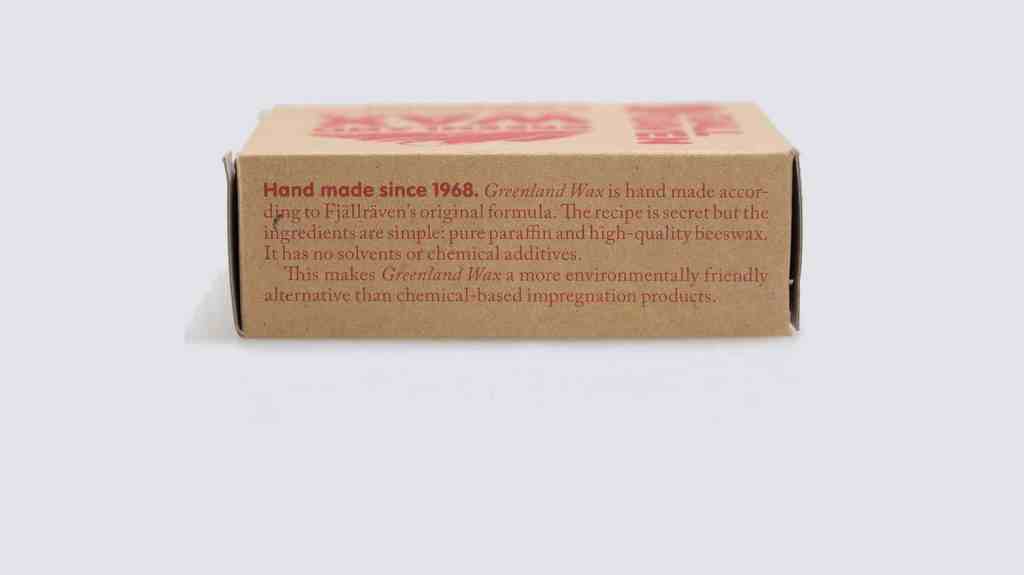 Hand made since 1968. Greenland Wax is hand made accor-
ding to Fjällräven's original formula. The recipe is secret but the
ingredients are simple: pure paraffin and high-quality beeswax.
It has no solvents or chemical additives.
This makes Greenland Wax a more environmentally friendly
alternative than chemical-based impregnation products.